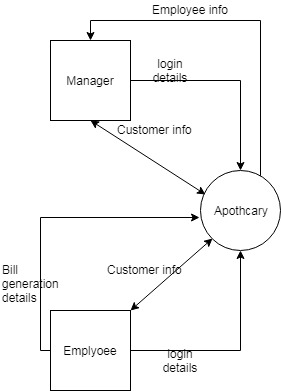 Employee info
Manager
login
details
Customer info
Apothcary
Bill
generation
details
Customer info
Emplyoee
login
details